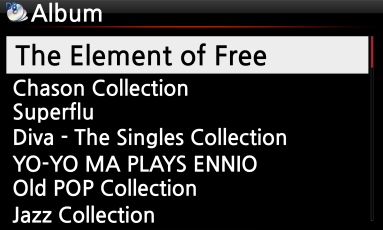 Album
The Element of Free
Chason Collection
Superflu
Diva - The Singles Collection
YO-YO MA PLAYS ENNIO
Old POP Collection
Jazz Collection